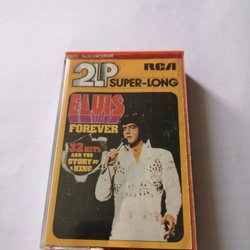 2LP
SUPER-LONG
RCA
ELVIS
FOREVER
32 HITS
AND THE
STORY OF
A KING